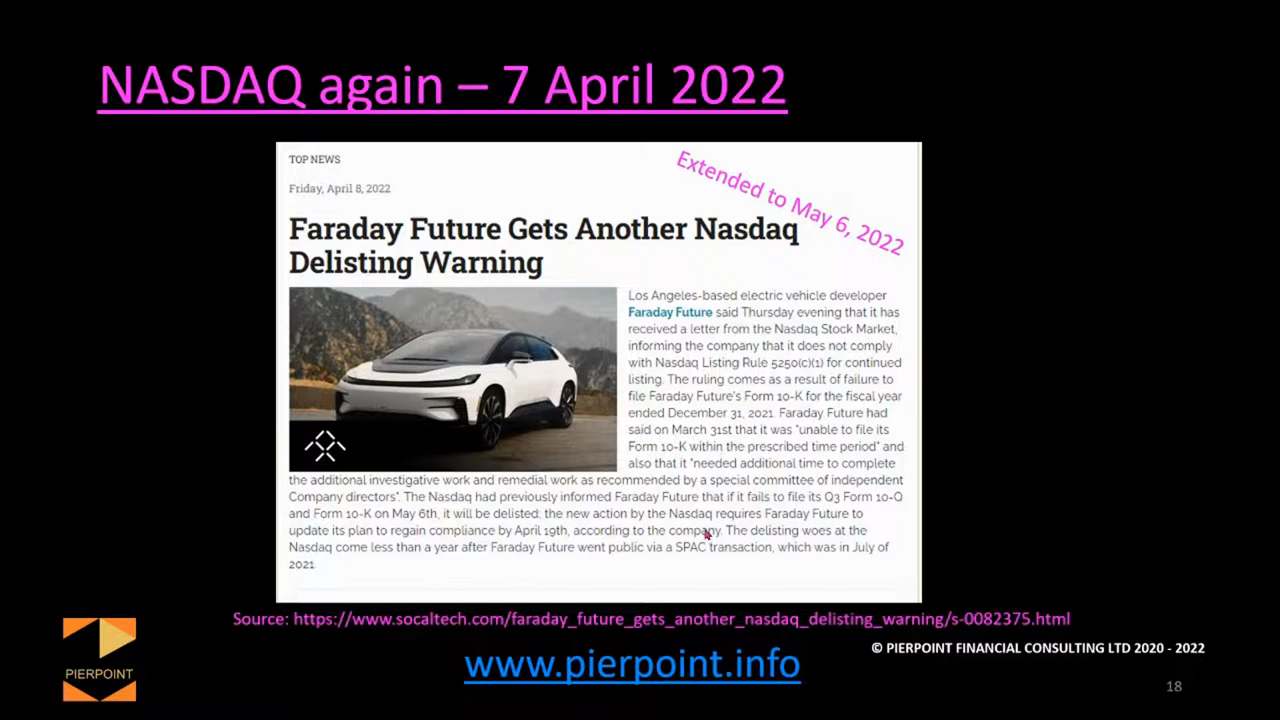 NASDAQ again – 7 April 2022
TOP NEWS
Extended to May 6, 2022
Friday, April 8, 2022
Faraday Future Gets Another Nasdaq
Delisting Warning
Los Angeles-based electric vehicle developer
Faraday Future said Thursday evening that it has
received a letter from the Nasdaq Stock Market,
informing the company that it does not comply
with Nasdaq Listing Rule 5250(c)(1) for continued
listing. The ruling comes as a result of failure to
file Faraday Future's Form 10-K for the fiscal year
ended December 31, 2021. Faraday Future had
said on March 31st that it was "unable to file its
Form 10-K within the prescribed time period" and
also that it "needed additional time to complete
the additional investigative work and remedial work as recommended by a special committee of independent
Company directors". The Nasdaq had previously informed Faraday Future that if it fails to file its Q3 Form 10-Q
and Form 10-K on May 6th, it will be delisted; the new action by the Nasdaq requires Faraday Future to
update its plan to regain compliance by April 19th, according to the company. The delisting woes at the
Nasdaq come less than a year after Faraday Future went public via a SPAC transaction, which was in July of
2021.
Source: https://www.socaltech.com/faraday_future_gets_another_nasdaq_delisting_warning/s-0082375.html
© PIERPOINT FINANCIAL CONSULTING LTD 2020 - 2022
www.pierpoint.info
PIERPOINT
18